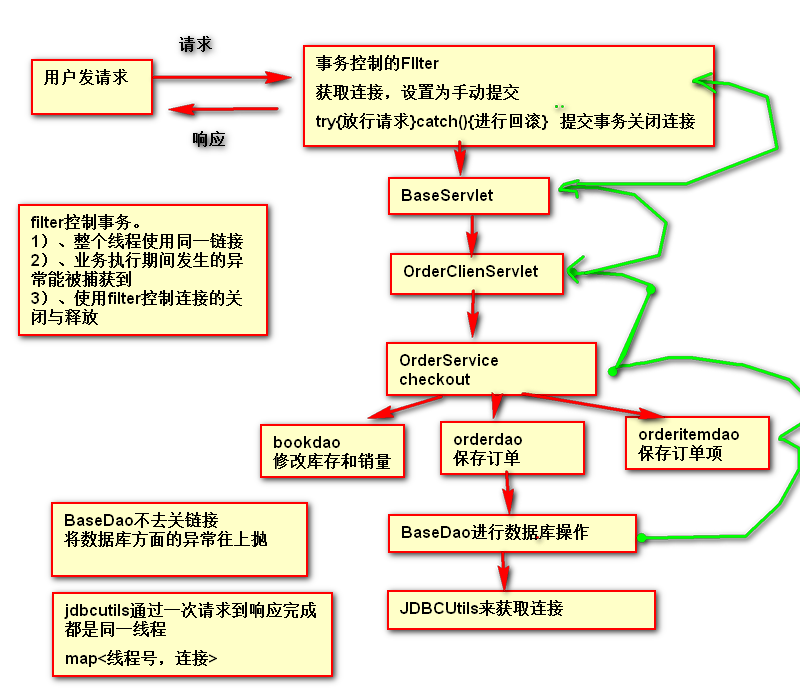 请求
用户发请求
响应
事务控制的FIlter
获取连接，设置为手动提交
try{放行请求}catch(){进行回滚} 提交事务关闭连接
BaseServlet
filter控制事务。
1）、整个线程使用同一链接
2）、业务执行期间发生的异
常能被捕获到
3）、使用filter控制连接的关
闭与释放
OrderClienServlet
OrderService
checkout
bookdao
修改库存和销量
orderdao
保存订单
orderitemdao
保存订单项
BaseDao不去关链接
将数据库方面的异常往上抛
BaseDao进行数据库操作
jdbcutils通过一次请求到响应完成
都是同一线程
map<线程号，连接>
JDBCUtils来获取连接